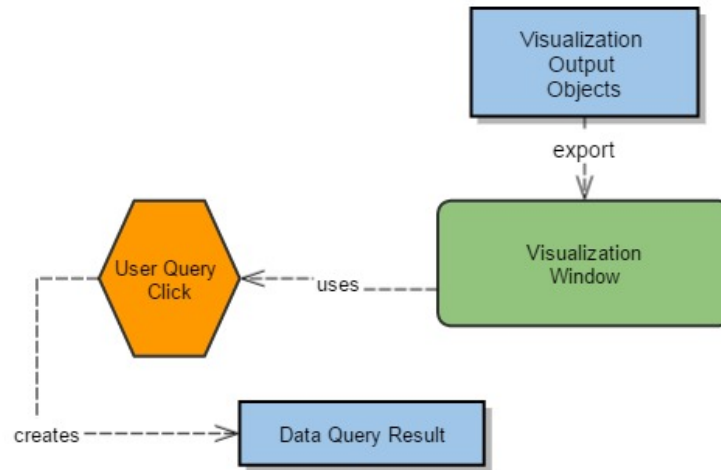 Visualization
Output
Objects
export
Visualization
Window
uses
User Query
Click
creates
Data Query Result